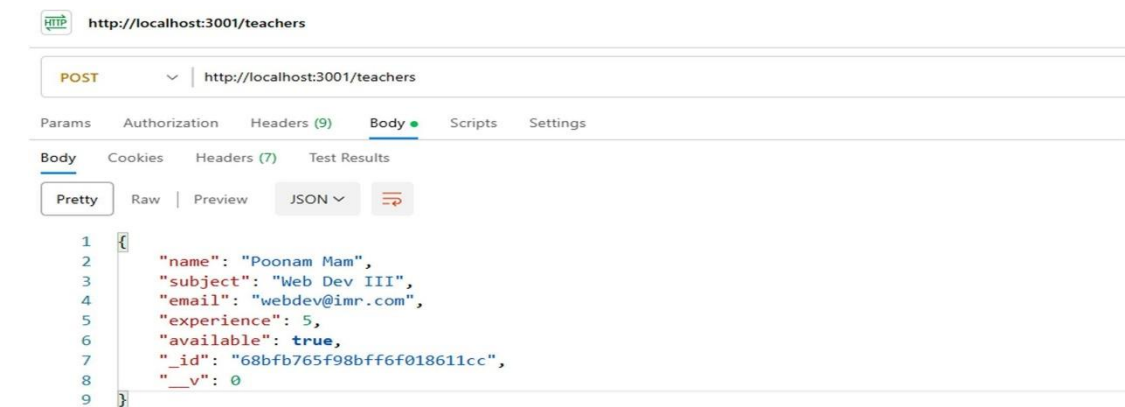 HTTP http://localhost:3001/teachers
POST http://localhost:3001/teachers
Params Authorization Headers (9) Body Scripts Settings
Body Cookies Headers (7) Test Results
Pretty Raw Preview JSON
1 {
2 "name": "Poonam Mam",
3 "subject": "Web Dev III",
4 "email": "webdev@imr.com",
5 "experience": 5,
6 "available": true,
7 "_id": "68bfb765f98bff6f018611cc",
8 "__v": 0
9 }